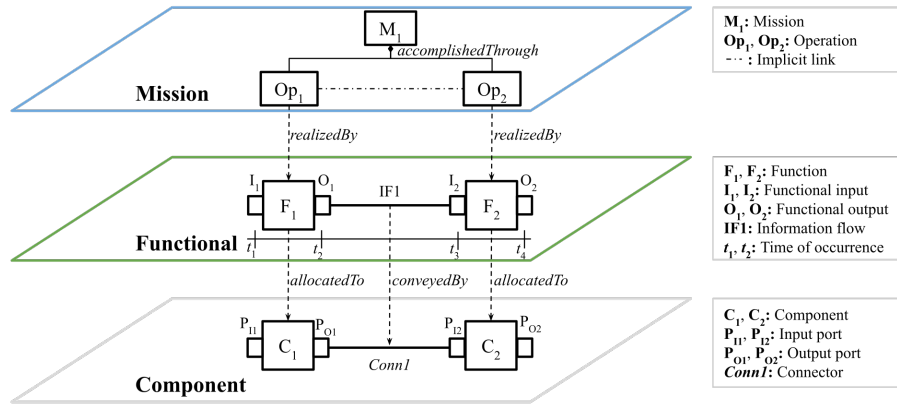 M1
accomplishedThrough
Op1
Op2
Mission
realizedBy
realizedBy
I1
O1
IF1
I2
O2
F1
F2
Functional
t1
t2
t3
t4
allocatedTo
conveyedBy
allocatedTo
PI1
PO1
PI2
PO2
C1
C2
Conn1
Component
M1: Mission
Op1, Op2: Operation
: Implicit link
F1, F2: Function
I1, I2: Functional input
O1, O2: Functional output
IF1: Information flow
t1, t2: Time of occurrence
C1, C2: Component
PI1, PI2: Input port
PO1, PO2: Output port
Conn1: Connector